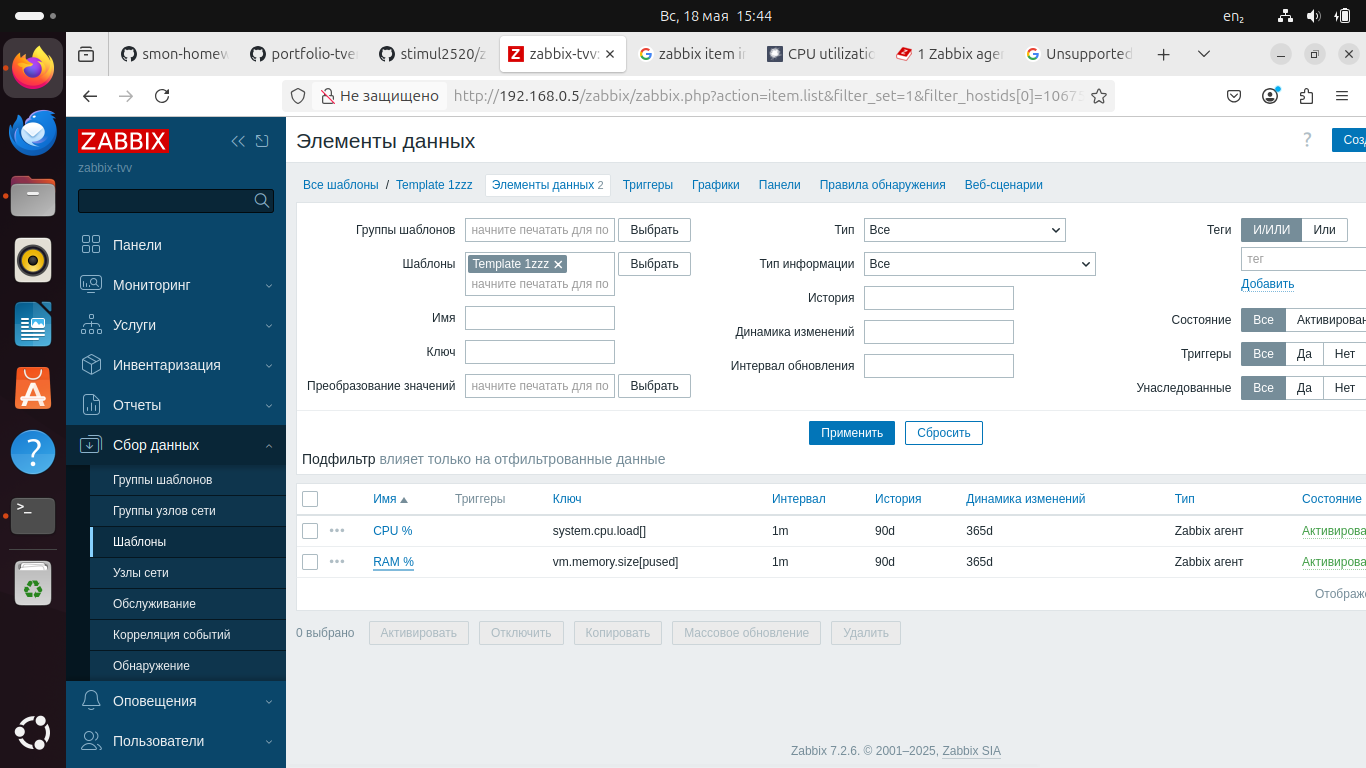 Вс, 18 мая 15:44
en₂
smon-homew
portfolio-tve
stimul2520/z
zabbix-tvv:
zabbix item in
CPU utilizatio
1 Zabbix age
Unsupported
Не защищено
http://192.168.0.5/zabbix/zabbix.php?action=item.list&filter_set=1&filter_hostids[0]=10675
ZABBIX
zabbix-tvv
Панели
Мониторинг
Услуги
Инвентаризация
Отчеты
Сбор данных
Группы шаблонов
Группы узлов сети
Шаблоны
Узлы сети
Обслуживание
Корреляция событий
Обнаружение
Оповещения
Пользователи
Элементы данных
?
Созд
Все шаблоны / Template 1zzz Элементы данных 2 Триггеры Графики Панели Правила обнаружения Веб-сценарии
Группы шаблонов начните печатать для по Выбрать
Шаблоны Template 1zzz Выбрать
начните печатать для по
Имя
Ключ
Преобразование значений начните печатать для по Выбрать
Тип Все
Тип информации Все
История
Динамика изменений
Интервал обновления
Теги И/ИЛИ Или
тег
Добавить
Состояние Все Активирован
Триггеры Все Да Нет
Унаследованные Все Да Нет
Применить Сбросить
Подфильтр влияет только на отфильтрованные данные
Имя Триггеры Ключ Интервал История Динамика изменений Тип Состояние
CPU % system.cpu.load[] 1m 90d 365d Zabbix агент Активирова
RAM % vm.memory.size[pused] 1m 90d 365d Zabbix агент Активирова
Отображе
0 выбрано Активировать Отключить Копировать Массовое обновление Удалить
Zabbix 7.2.6. © 2001–2025, Zabbix SIA